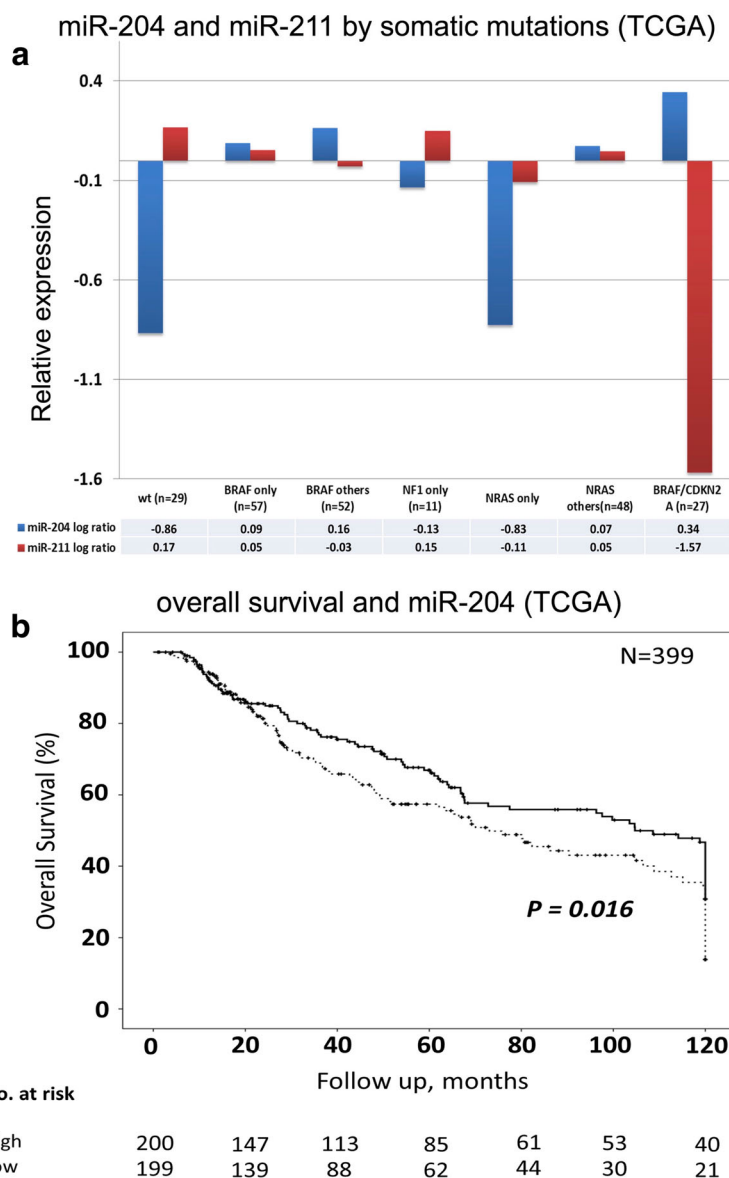 miR-204 and miR-211 by somatic mutations (TCGA)
a
Relative expression
0.4
-0.1
-0.6
-1.1
-1.6
wt (n=29) BRAF only (n=57) BRAF others (n=52) NF1 only (n=11) NRAS only NRAS others(n=48) BRAF/CDKN2A (n=27)
miR-204 log ratio -0.86 0.09 0.16 -0.13 -0.83 0.07 0.34
miR-211 log ratio 0.17 0.05 -0.03 0.15 -0.11 0.05 -1.57
overall survival and miR-204 (TCGA)
b
N=399
Overall Survival (%)
100
80
60
40
20
0
P = 0.016
0 20 40 60 80 100 120
Follow up, months
o. at risk
gh 200 147 113 85 61 53 40
ow 199 139 88 62 44 30 21